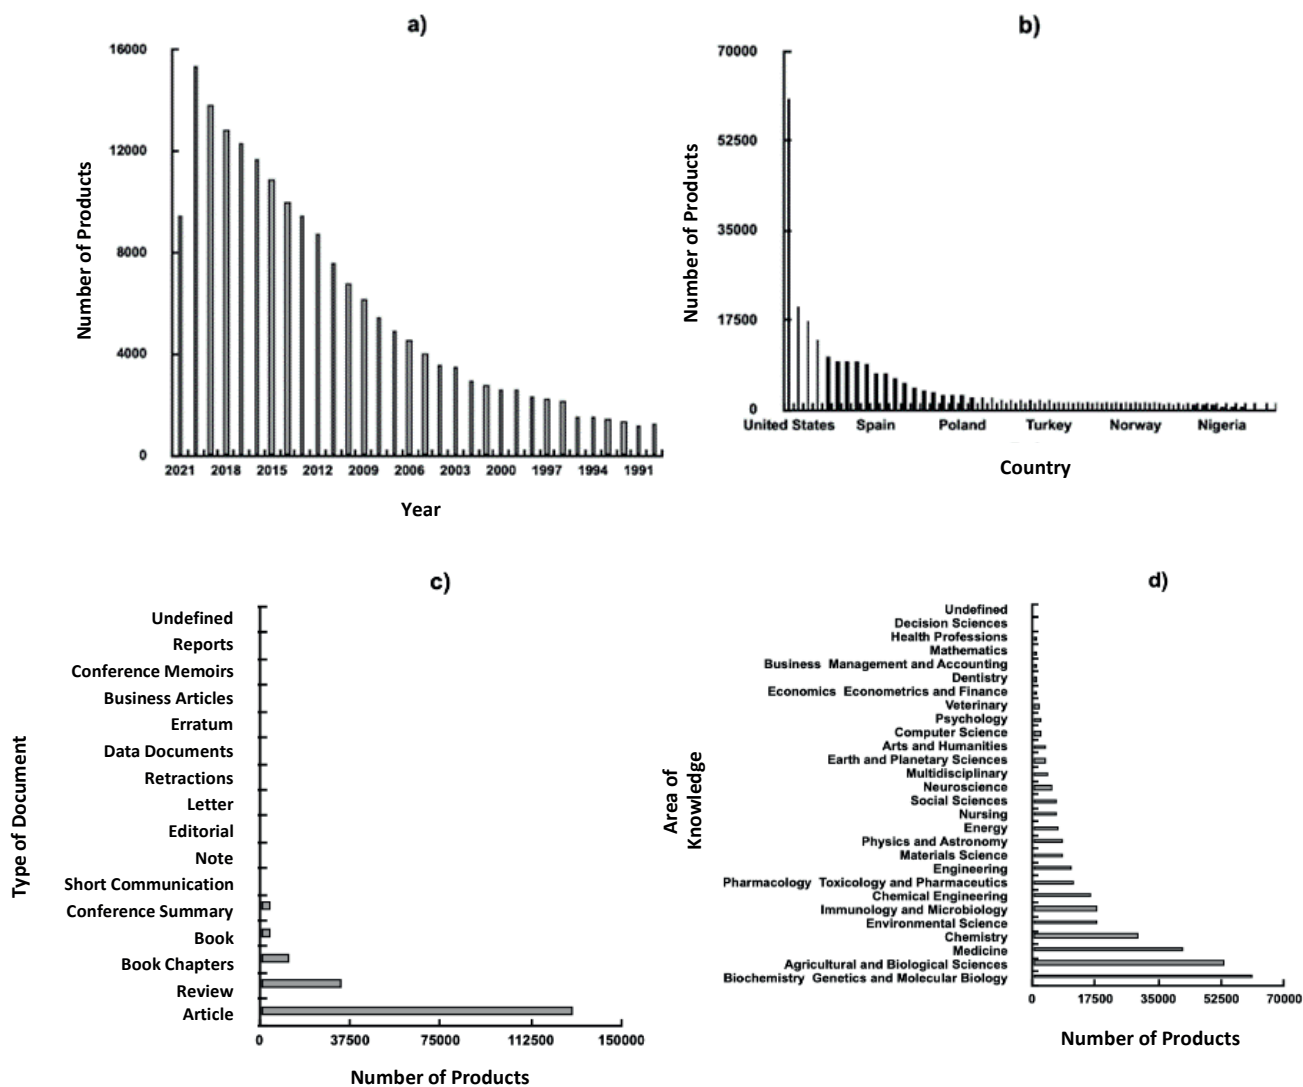 a)
16000
12000
8000
4000
0
Number of Products
2021 2018 2015 2012 2009 2006 2003 2000 1997 1994 1991
Year
b)
70000
52500
35000
17500
0
Number of Products
United States Spain Poland Turkey Norway Nigeria
Country
c)
Type of Document
Undefined
Reports
Conference Memoirs
Business Articles
Erratum
Data Documents
Retractions
Letter
Editorial
Note
Short Communication
Conference Summary
Book
Book Chapters
Review
Article
0 37500 75000 112500 150000
Number of Products
d)
Area of
Knowledge
Undefined
Decision Sciences
Health Professions
Mathematics
Business Management and Accounting
Dentistry
Economics Econometrics and Finance
Veterinary
Psychology
Computer Science
Arts and Humanities
Earth and Planetary Sciences
Multidisciplinary
Neuroscience
Social Sciences
Nursing
Energy
Physics and Astronomy
Materials Science
Engineering
Pharmacology Toxicology and Pharmaceutics
Chemical Engineering
Immunology and Microbiology
Environmental Science
Chemistry
Medicine
Agricultural and Biological Sciences
Biochemistry Genetics and Molecular Biology
0 17500 35000 52500 70000
Number of Products